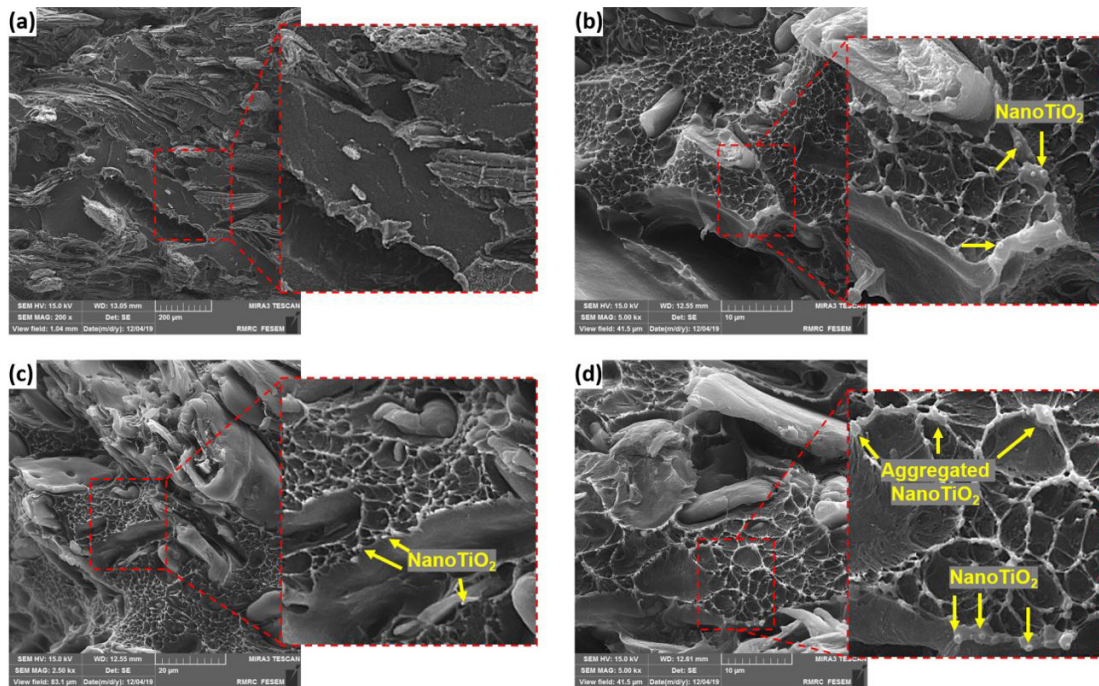 (a)
SEM HV: 15.0 kV WD: 13.05 mm MIRA3 TESCAN
SEM MAG: 200 x Det: SE 200 µm
View field: 1.04 mm Date(m/d/y): 12/04/19 RMRC FESEM
(b)
NanoTiO₂
SEM HV: 15.0 kV WD: 12.55 mm MIRA3 TESCAN
SEM MAG: 5.00 kx Det: SE 10 µm
View field: 41.5 µm Date(m/d/y): 12/04/19 RMRC FESEM
(c)
NanoTiO₂
SEM HV: 15.0 kV WD: 12.55 mm MIRA3 TESCAN
SEM MAG: 2.50 kx Det: SE 20 µm
View field: 83.1 µm Date(m/d/y): 12/04/19 RMRC FESEM
(d)
Aggregated
NanoTiO₂
NanoTiO₂
SEM HV: 15.0 kV WD: 12.61 mm MIRA3 TESCAN
SEM MAG: 5.00 kx Det: SE 10 µm
View field: 41.5 µm Date(m/d/y): 12/04/19 RMRC FESEM